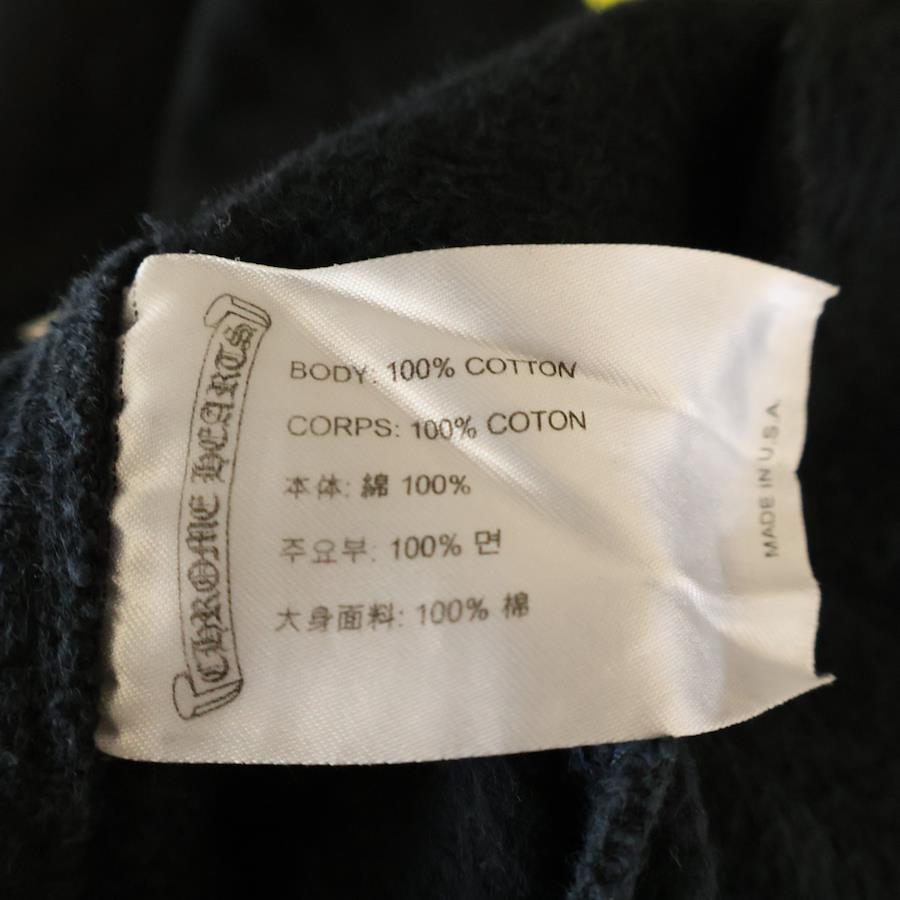 CHROME HEARTS
BODY: 100% COTTON
CORPS: 100% COTON
本体: 綿 100%
주요부: 100% 면
大身面料: 100% 棉
MADE IN U.S.A.